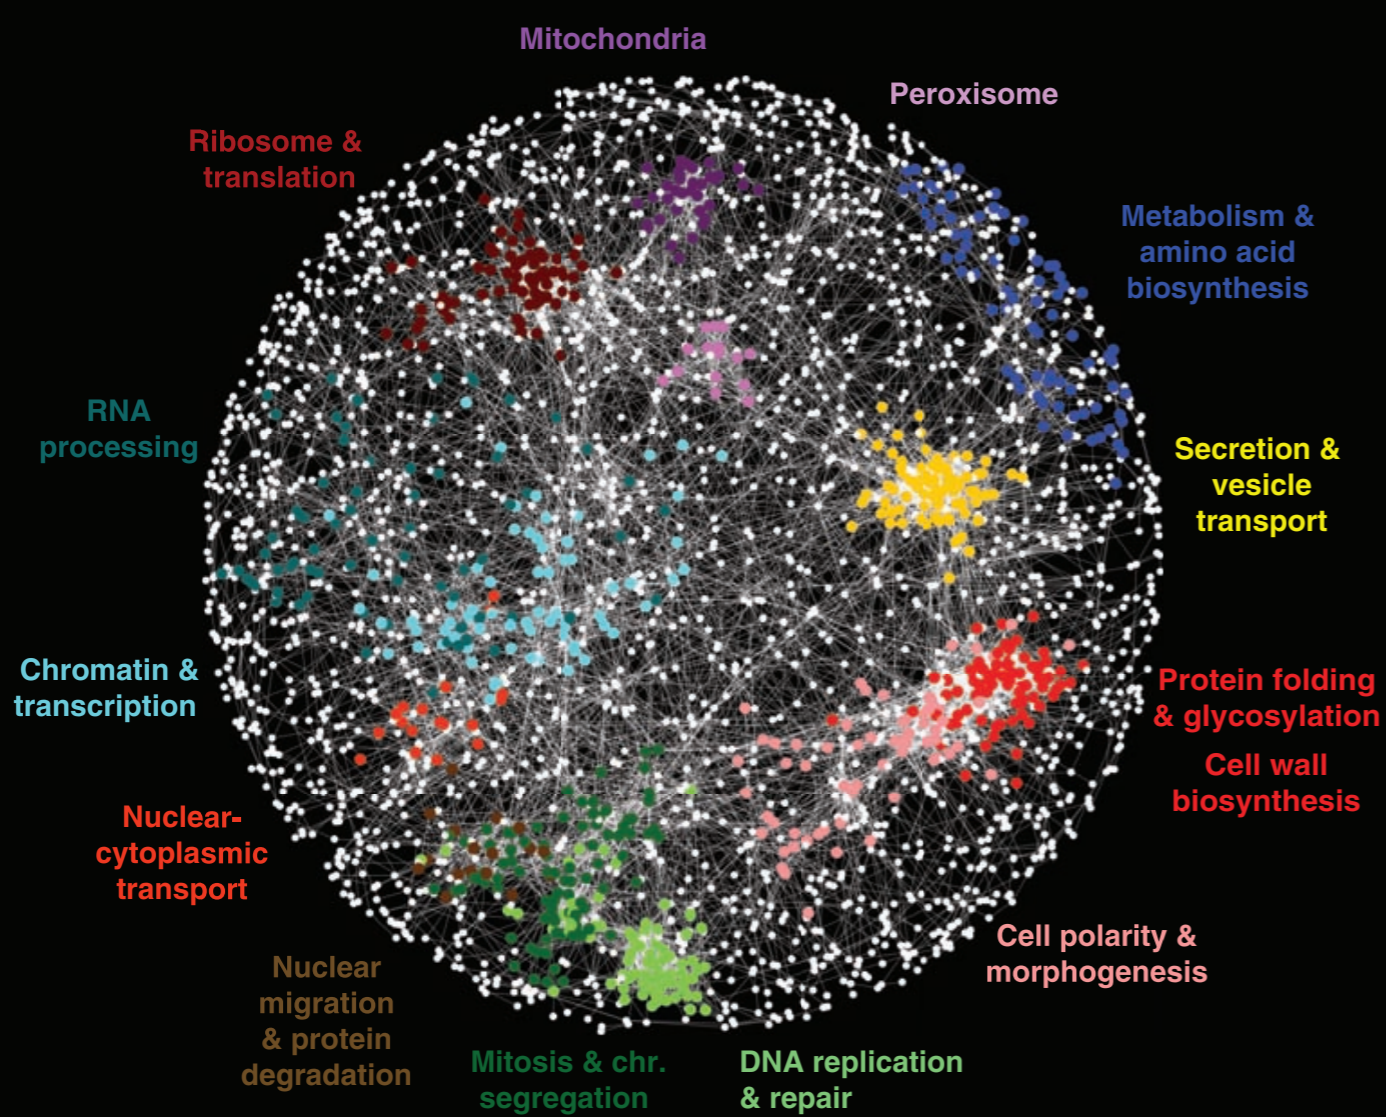 Mitochondria
Peroxisome
Ribosome &
translation
Metabolism &
amino acid
biosynthesis
RNA
processing
Secretion &
vesicle
transport
Chromatin &
transcription
Protein folding
& glycosylation
Cell wall
biosynthesis
Nuclear-
cytoplasmic
transport
Cell polarity &
morphogenesis
Nuclear
migration
& protein
degradation
Mitosis & chr.
segregation
DNA replication
& repair